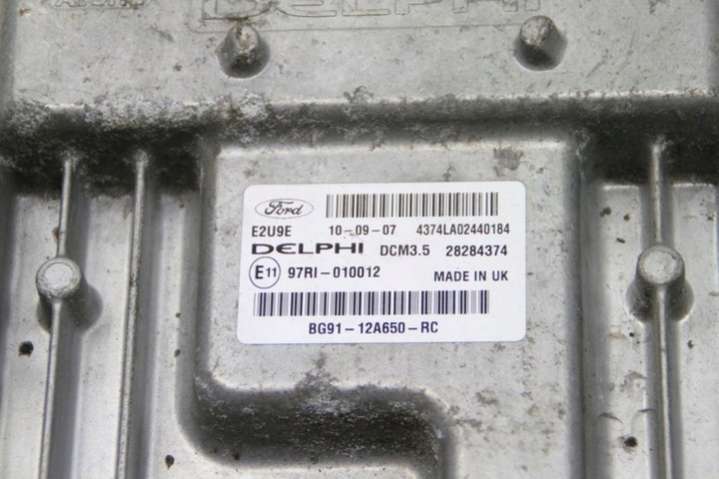 DELPHI
Ford
E2U9E 10-09-07 4374LA02440184
DELPHI DCM3.5 28284374
E11 97RI-010012 MADE IN UK
BG91-12A650-RC